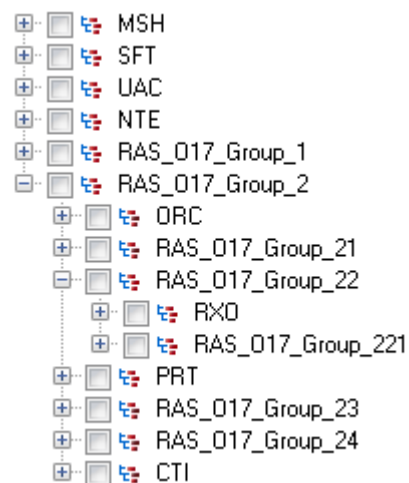 MSH
SFT
UAC
NTE
RAS_O17_Group_1
RAS_O17_Group_2
ORC
RAS_O17_Group_21
RAS_O17_Group_22
RXO
RAS_O17_Group_221
PRT
RAS_O17_Group_23
RAS_O17_Group_24
CTI